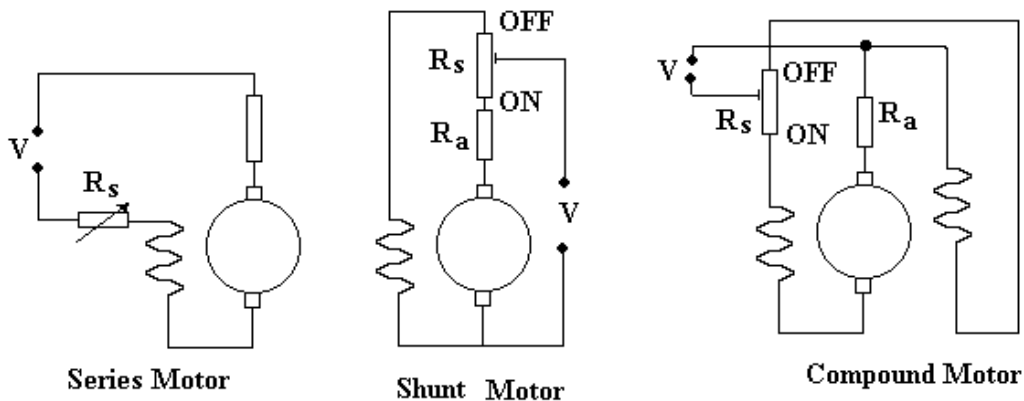 V
Rs
Series Motor
OFF
Rs
ON
Ra
V
Shunt Motor
V
OFF
Rs
ON
Ra
Compound Motor